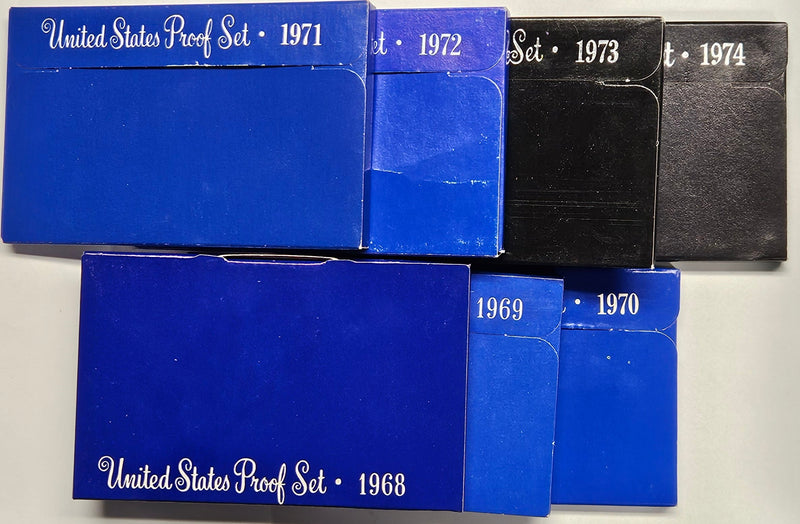 United States Proof Set • 1971
et • 1972
Set • 1973
t • 1974
1969
• 1970
United States Proof Set • 1968